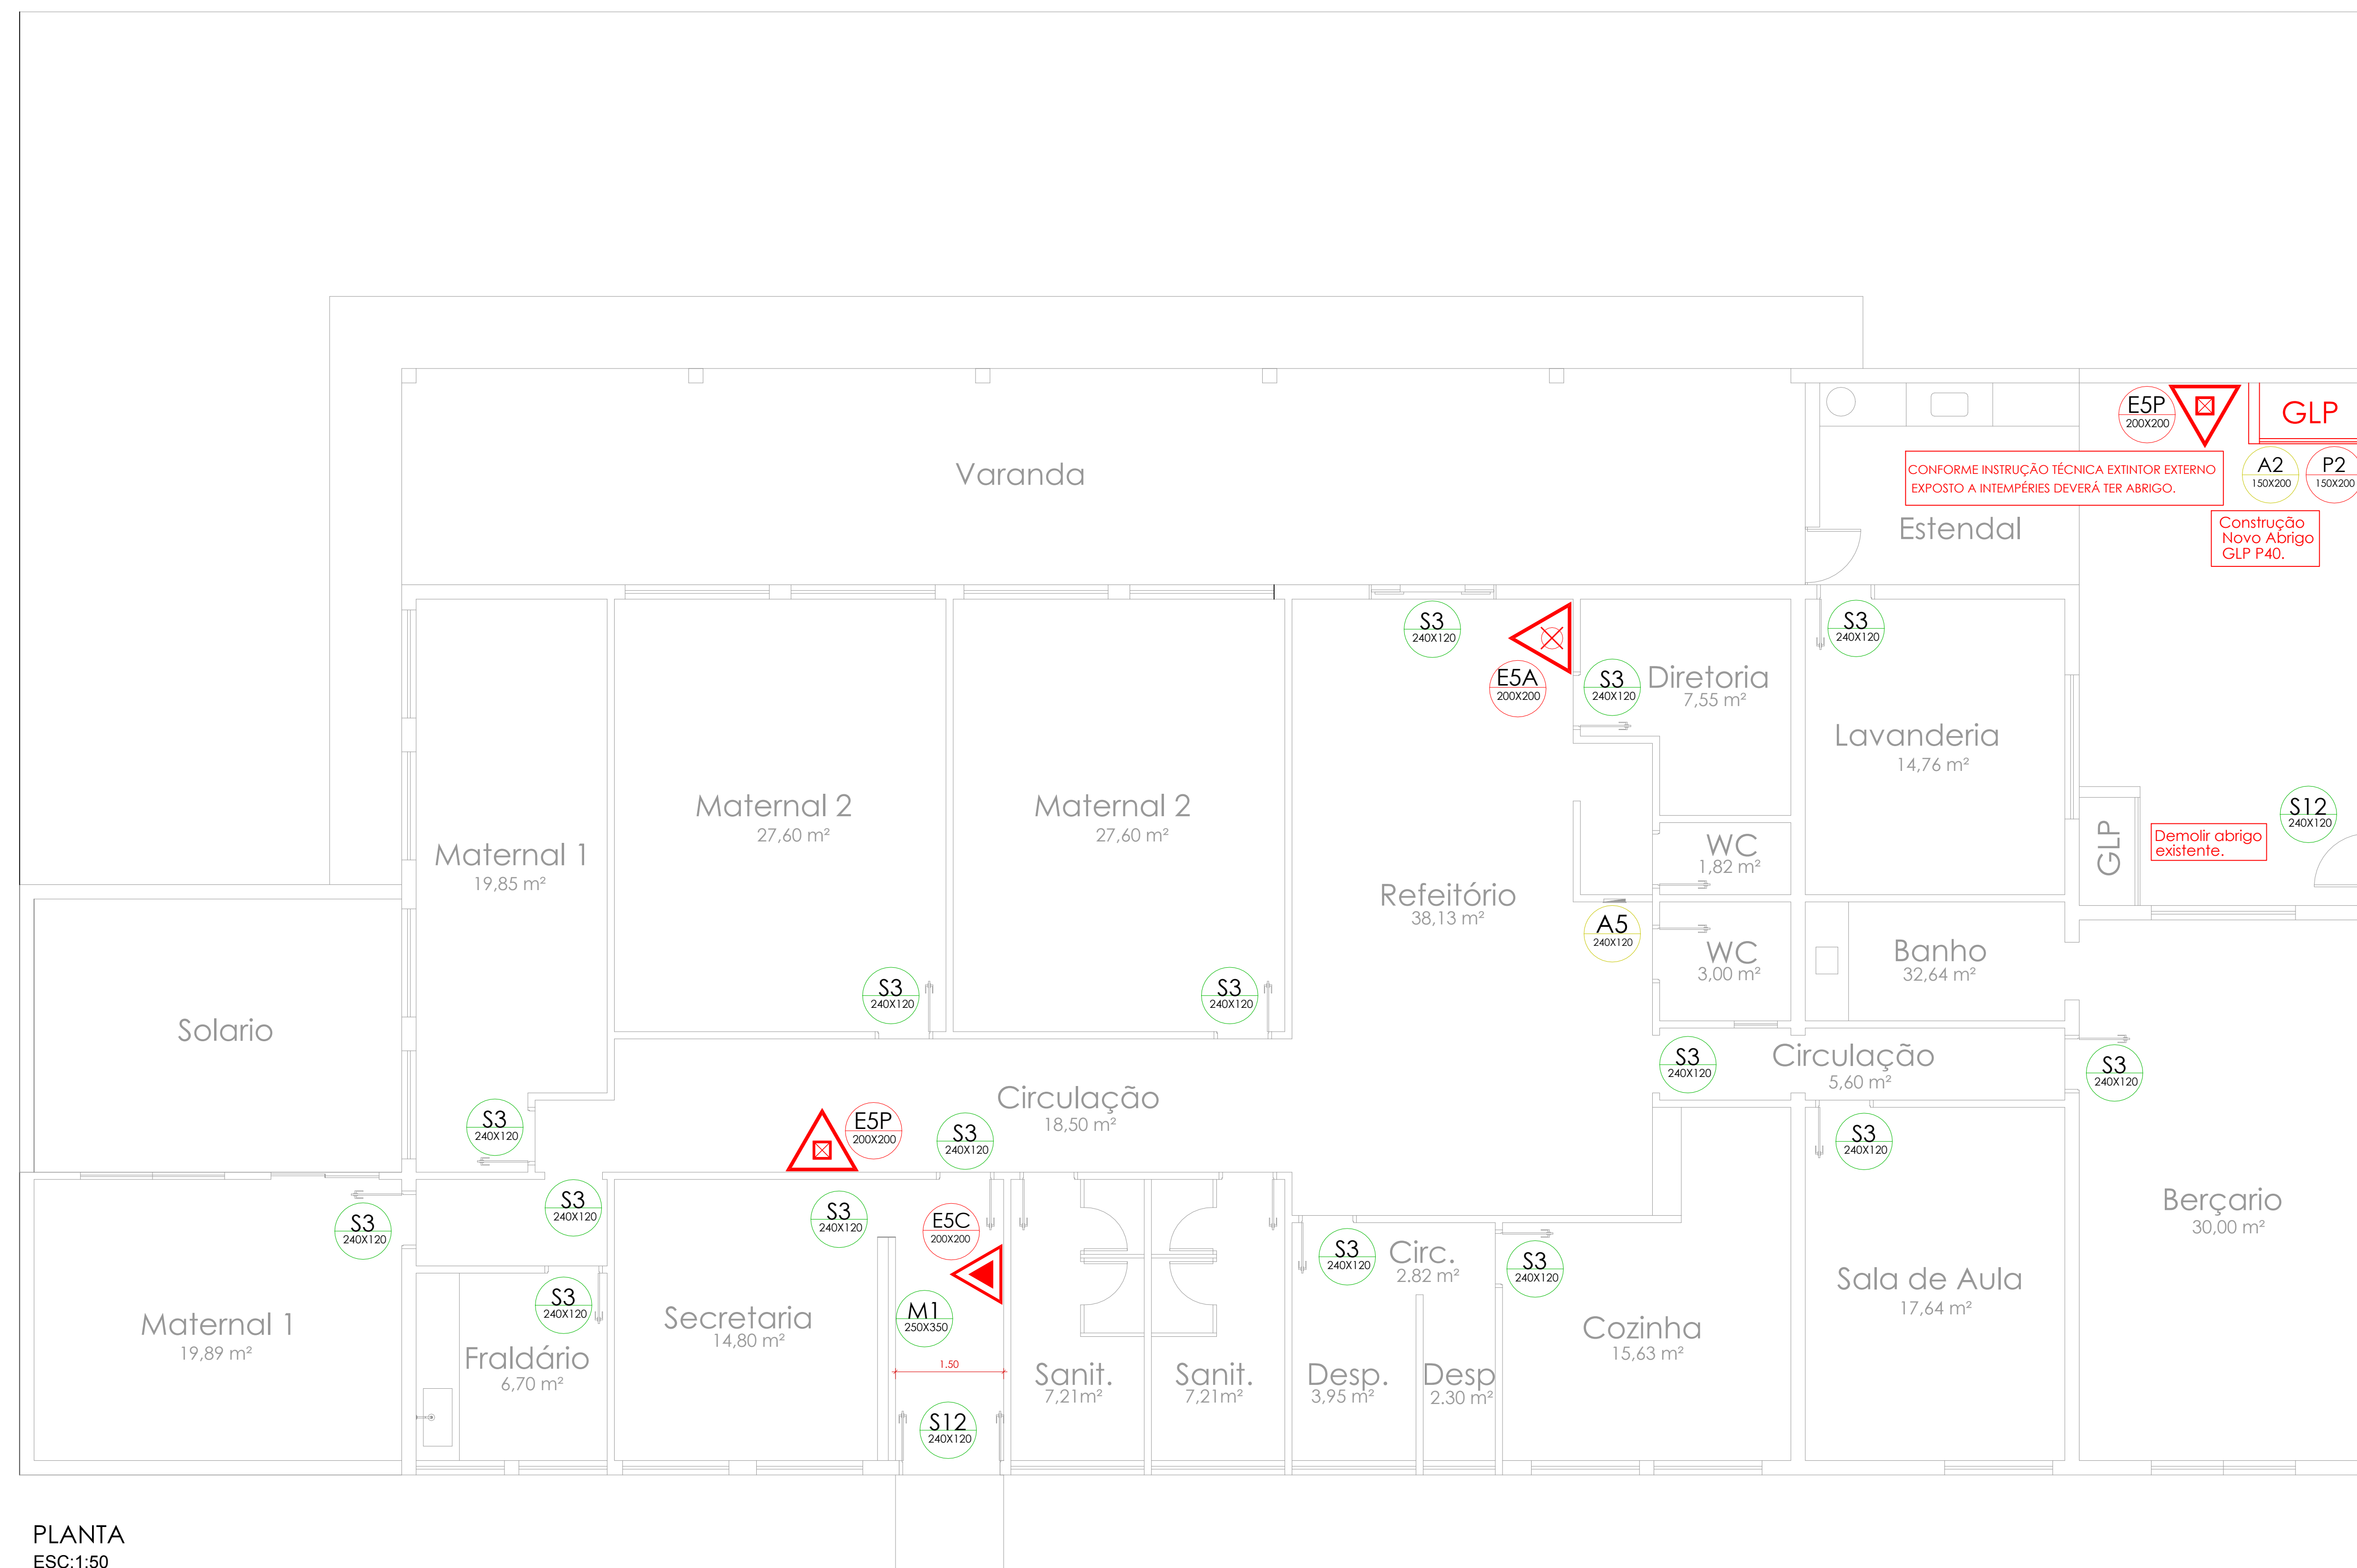 E5P
200X200
GLP
CONFORME INSTRUÇÃO TÉCNICA EXTINTOR EXTERNO
EXPOSTO A INTEMPÉRIES DEVERÁ TER ABRIGO.
A2
150X200
P2
150X200
Varanda
Estendal
Construção
Novo Abrigo
GLP P40.
S3
240X120
E5A
200X200
S3
240X120
Diretoria
7,55 m²
S3
240X120
Lavanderia
14,76 m²
Maternal 1
19,85 m²
Maternal 2
27,60 m²
Maternal 2
27,60 m²
Refeitório
38,13 m²
WC
1,82 m²
GLP
Demolir abrigo
existente.
S12
240X120
A5
240X120
WC
3,00 m²
Banho
32,64 m²
S3
240X120
S3
240X120
Solario
S3
240X120
E5P
200X200
S3
240X120
Circulação
18,50 m²
S3
240X120
Circulação
5,60 m²
S3
240X120
S3
240X120
S3
240X120
S3
240X120
S3
240X120
E5C
200X200
S3
240X120
Circ.
2.82 m²
S3
240X120
Sala de Aula
17,64 m²
Berçario
30,00 m²
Maternal 1
19,89 m²
S3
240X120
Fraldário
6,70 m²
Secretaria
14,80 m²
M1
250X350
1.50
S12
240X120
Sanit.
7,21m²
Sanit.
7,21m²
Desp.
3,95 m²
Desp
2.30 m²
Cozinha
15,63 m²
PLANTA
ESC:1:50